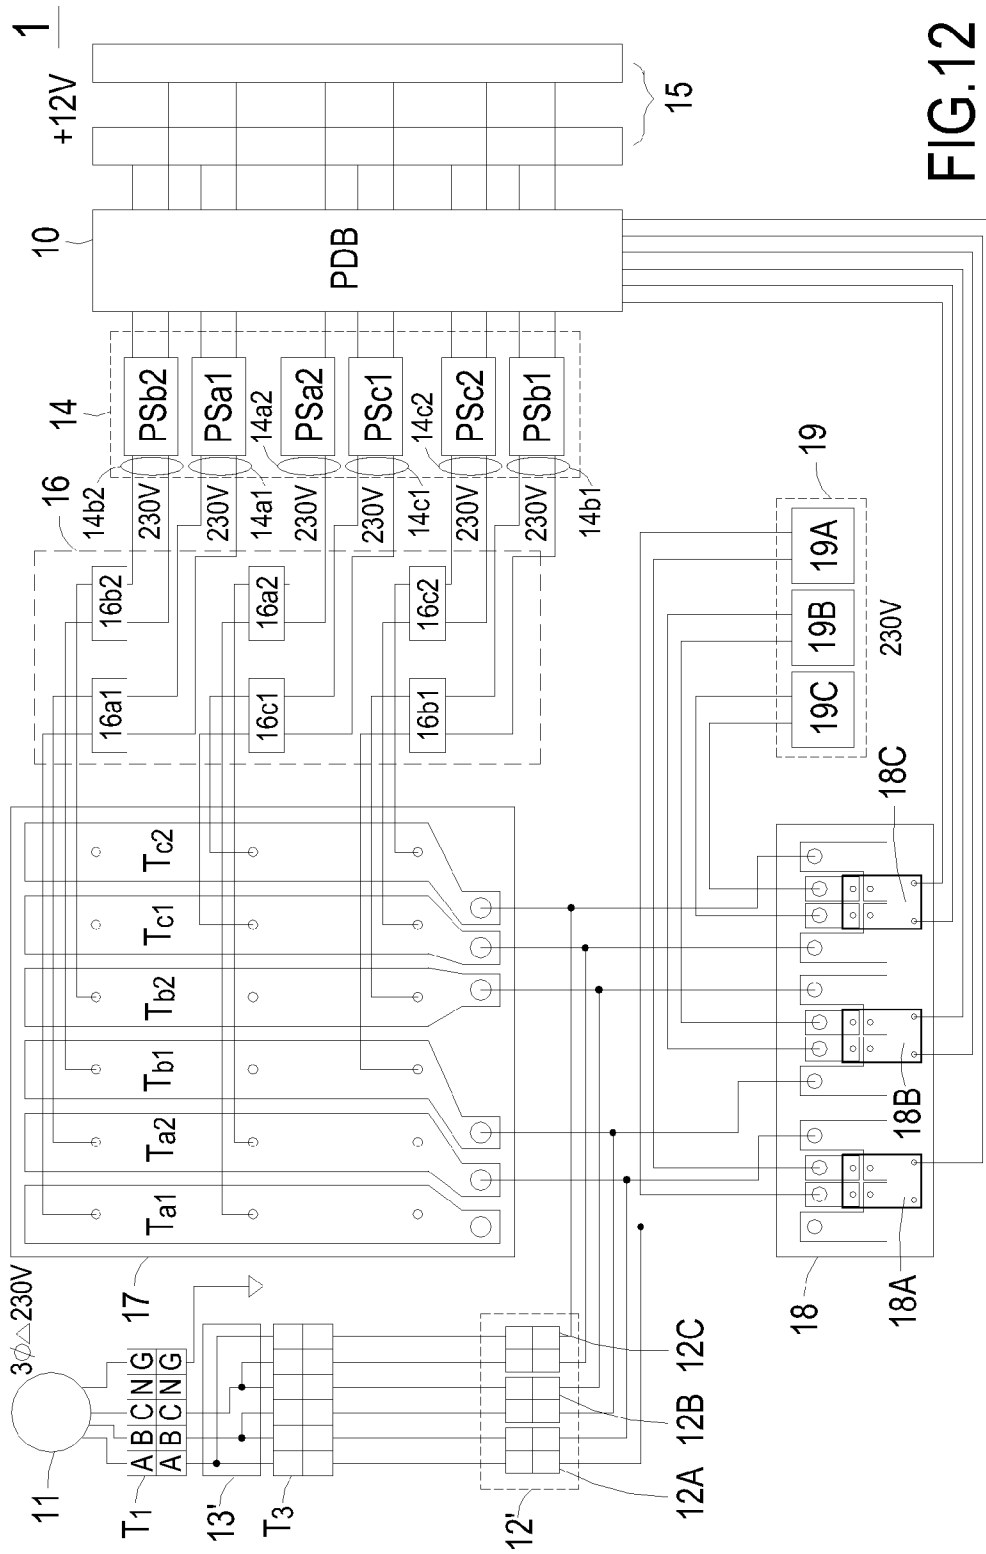 1
+12V
15
10
PDB
14
PSb2
PSa1
PSa2
PSc1
PSc2
PSb1
14b2
14a1
14a2
14c1
14c2
14b1
230V
230V
230V
230V
230V
230V
16
16b2
16a2
16c2
16a1
16c1
16b1
Tc2
Tc1
Tb2
Tb1
Ta2
Ta1
17
3∅△230V
11
A B C N G
A B C N G
T1
13'
T3
12'
12A
12B
12C
19
19A
19B
19C
230V
18
18A
18B
18C
FIG.12